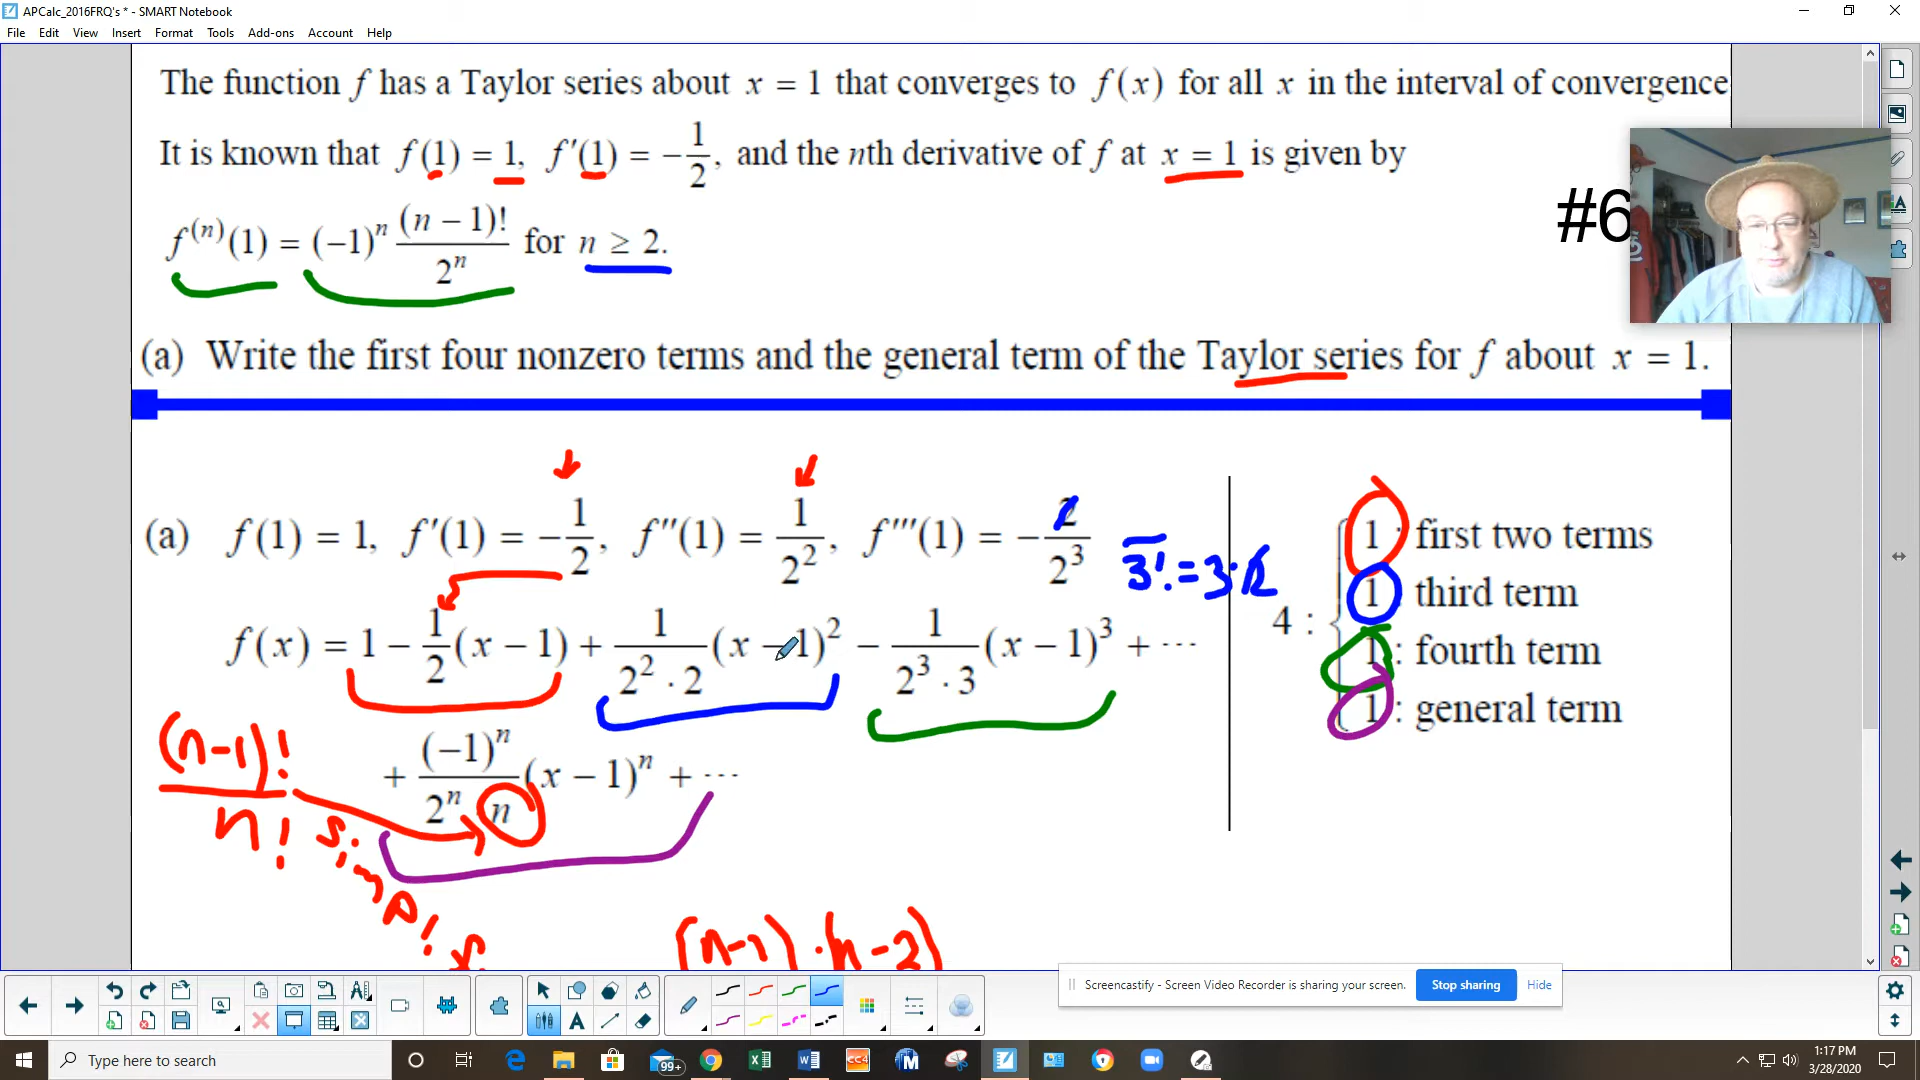 APCalc_2016FRQ's * - SMART Notebook
File Edit View Insert Format Tools Add-ons Account Help
The function f has a Taylor series about x = 1 that converges to f(x) for all x in the interval of convergence
It is known that f(1) = 1, f′(1) = −1/2, and the nth derivative of f at x = 1 is given by
f^(n)(1) = (−1)^n (n − 1)!/2^n for n ≥ 2.
#6
(a) Write the first four nonzero terms and the general term of the Taylor series for f about x = 1.
(a) f(1) = 1, f′(1) = −1/2, f″(1) = 1/2^2, f‴(1) = −2/2^3
3! = 3·2
f(x) = 1 − 1/2(x − 1) + 1/(2^2 · 2)(x − 1)^2 − 1/(2^3 · 3)(x − 1)^3 + ⋯
+ (−1)^n/(2^n n)(x − 1)^n + ⋯
4 :
1 : first two terms
1 : third term
1 : fourth term
1 : general term
(n-1)!
n!
(n-1)·(n-2)
Screencastify - Screen Video Recorder is sharing your screen. Stop sharing Hide
Type here to search
99+
CC4
1:17 PM
3/28/2020